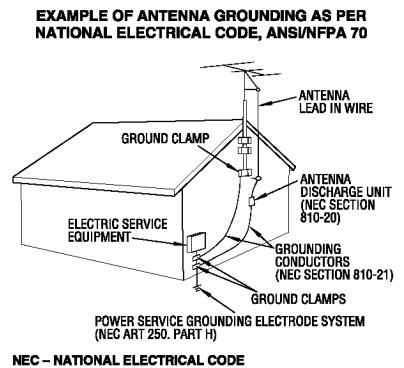 EXAMPLE OF ANTENNA GROUNDING AS PER
NATIONAL ELECTRICAL CODE, ANSI/NFPA 70
ANTENNA
LEAD IN WIRE
GROUND CLAMP
ANTENNA
DISCHARGE UNIT
(NEC SECTION
810-20)
ELECTRIC SERVICE
EQUIPMENT
GROUNDING
CONDUCTORS
(NEC SECTION 810-21)
GROUND CLAMPS
POWER SERVICE GROUNDING ELECTRODE SYSTEM
(NEC ART 250. PART H)
NEC – NATIONAL ELECTRICAL CODE